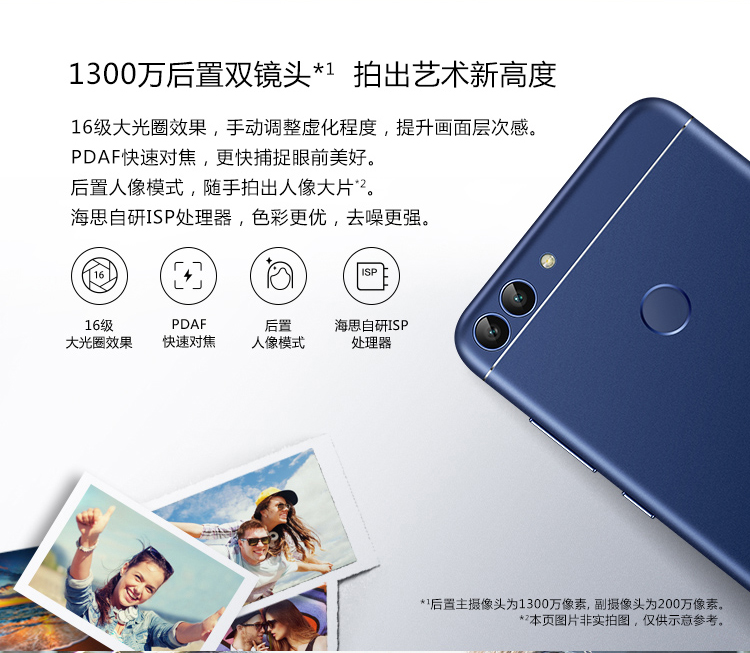 1300万后置双镜头*1 拍出艺术新高度
16级大光圈效果，手动调整虚化程度，提升画面层次感。
PDAF快速对焦，更快捕捉眼前美好。
后置人像模式，随手拍出人像大片*2。
海思自研ISP处理器，色彩更优，去噪更强。
16
ISP
16级
大光圈效果
PDAF
快速对焦
后置
人像模式
海思自研ISP
处理器
*1后置主摄像头为1300万像素, 副摄像头为200万像素。
*2本页图片非实拍图，仅供示意参考。